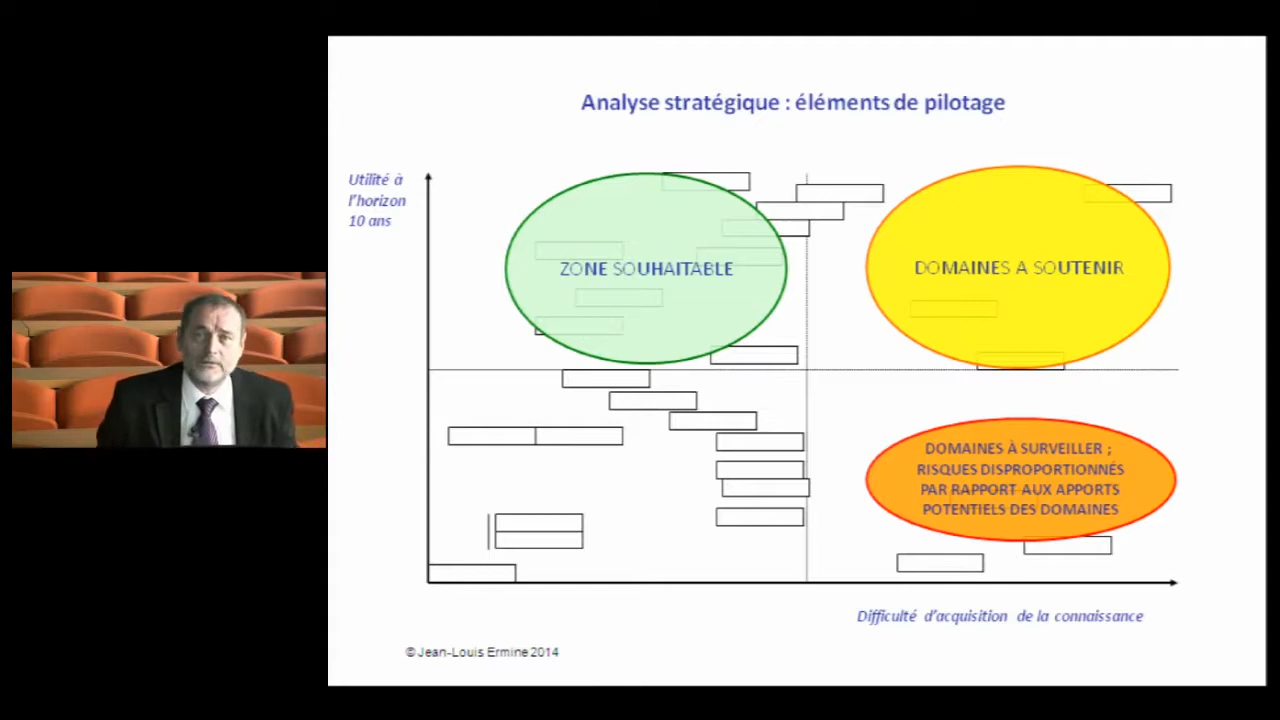 Analyse stratégique : éléments de pilotage
Utilité à
l'horizon
10 ans
ZONE SOUHAITABLE
DOMAINES A SOUTENIR
DOMAINES À SURVEILLER ;
RISQUES DISPROPORTIONNÉS
PAR RAPPORT AUX APPORTS
POTENTIELS DES DOMAINES
Difficulté d'acquisition de la connaissance
© Jean-Louis Ermine 2014